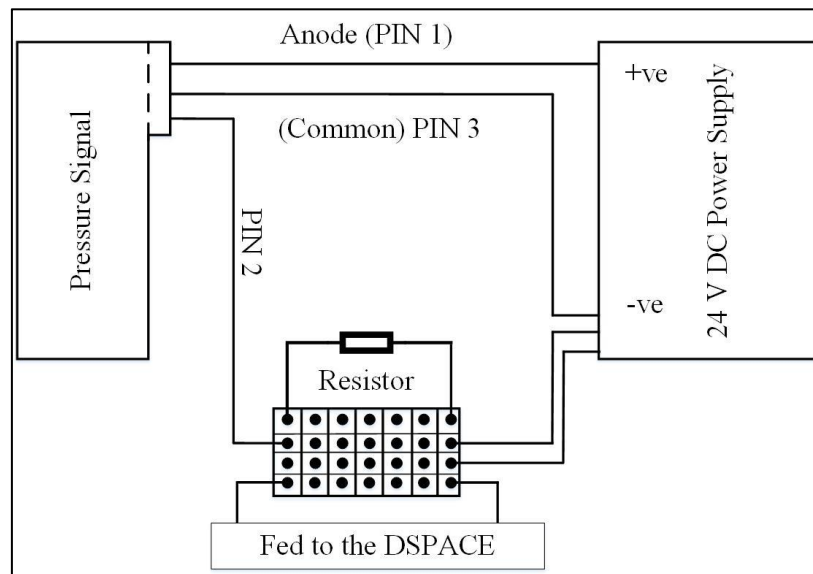 Anode (PIN 1)
+ve
(Common) PIN 3
Pressure Signal
24 V DC Power Supply
PIN 2
-ve
Resistor
Fed to the DSPACE